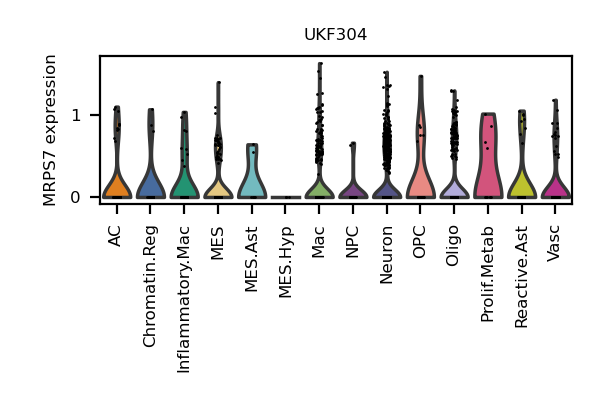 UKF304
MRPS7 expression
1
0
AC
Chromatin.Reg
Inflammatory.Mac
MES
MES.Ast
MES.Hyp
Mac
NPC
Neuron
OPC
Oligo
Prolif.Metab
Reactive.Ast
Vasc